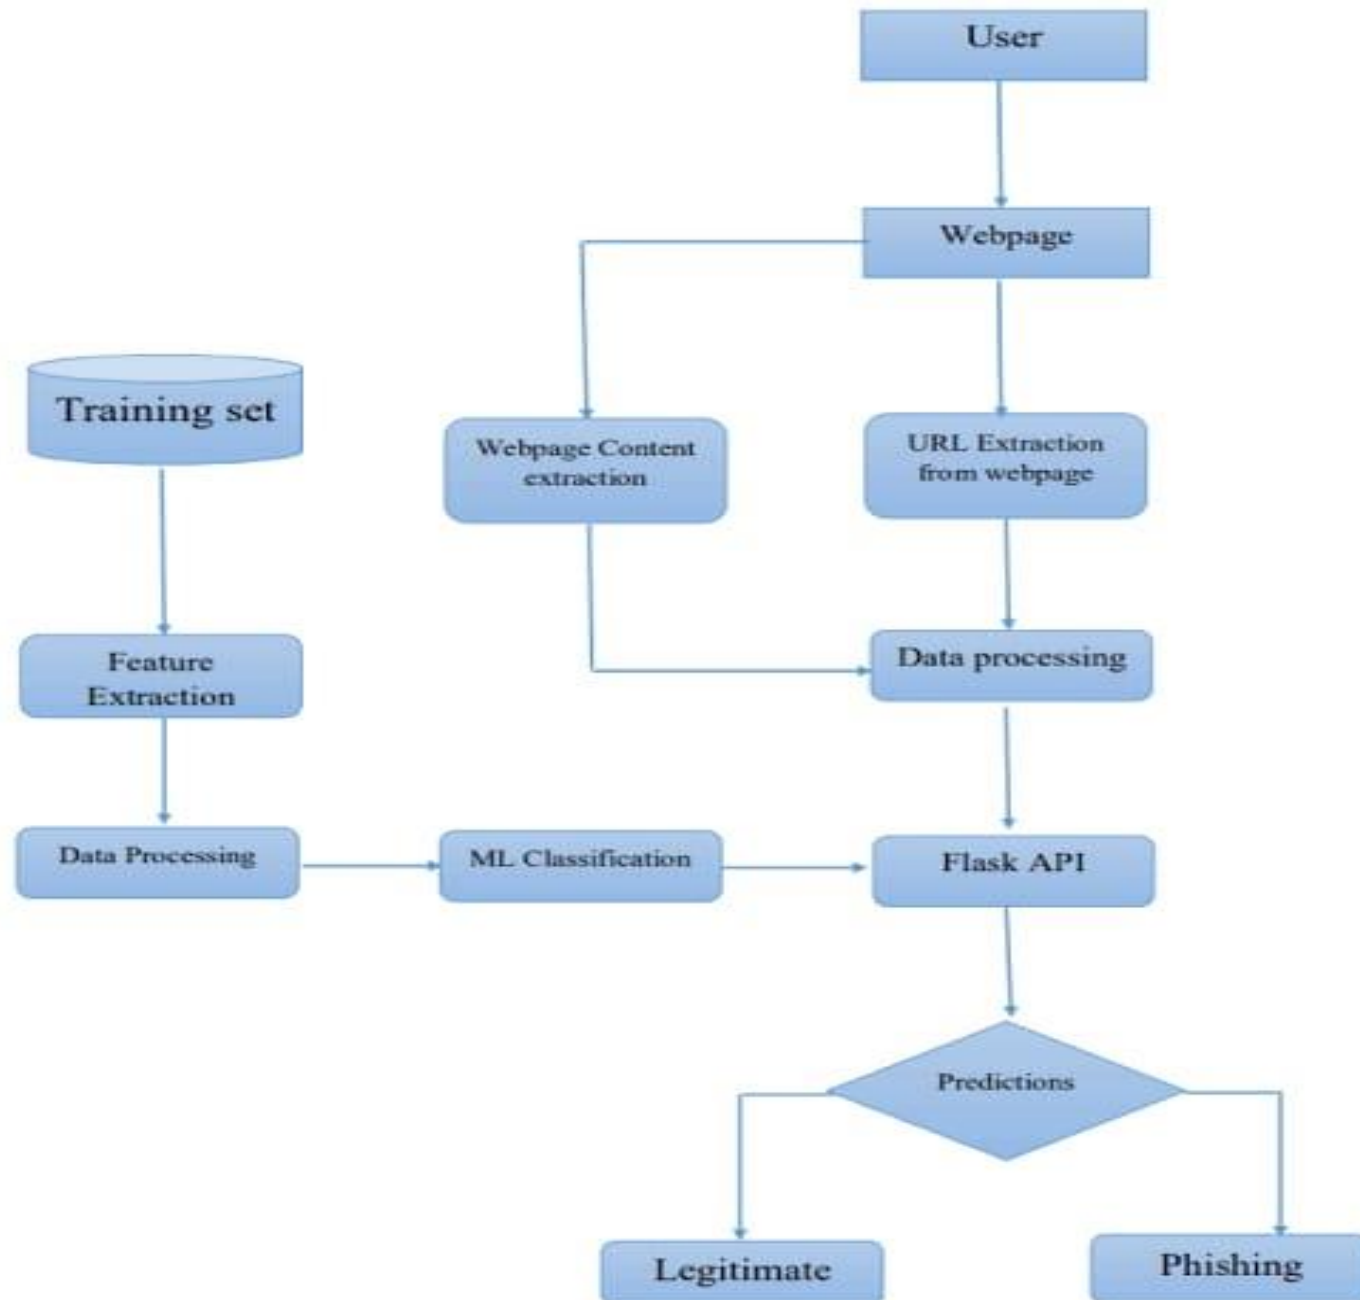 User
Webpage
Training set
Webpage Content
extraction
URL Extraction
from webpage
Feature
Extraction
Data processing
Data Processing
ML Classification
Flask API
Predictions
Legitimate
Phishing